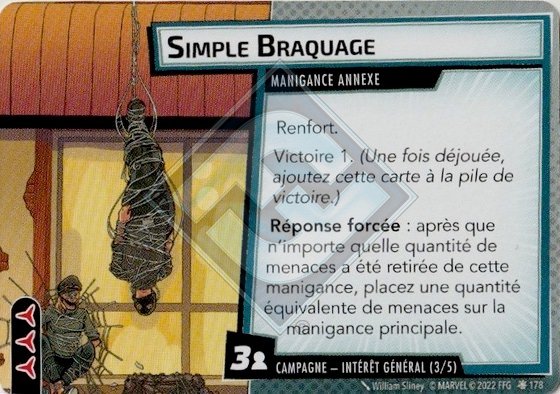 SIMPLE BRAQUAGE
MANIGANCE ANNEXE
Renfort.
Victoire 1. (Une fois déjouée,
ajoutez cette carte à la pile de
victoire.)
Réponse forcée : après que
n'importe quelle quantité de
menaces a été retirée de cette
manigance, placez une quantité
équivalente de menaces sur la
manigance principale.
3
CAMPAGNE – INTÉRÊT GÉNÉRAL (3/5)
William Sliney © MARVEL © 2022 FFG 178